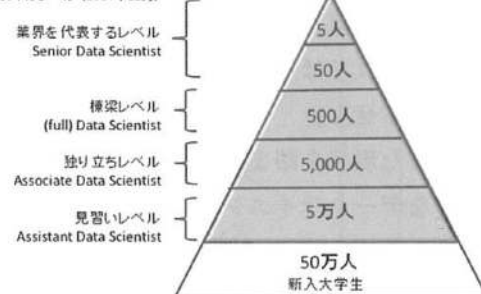 業界を代表するレベル
Senior Data Scientist
棟梁レベル
(full) Data Scientist
独り立ちレベル
Associate Data Scientist
見習いレベル
Assistant Data Scientist
5人
50人
500人
5,000人
5万人
50万人
新入大学生